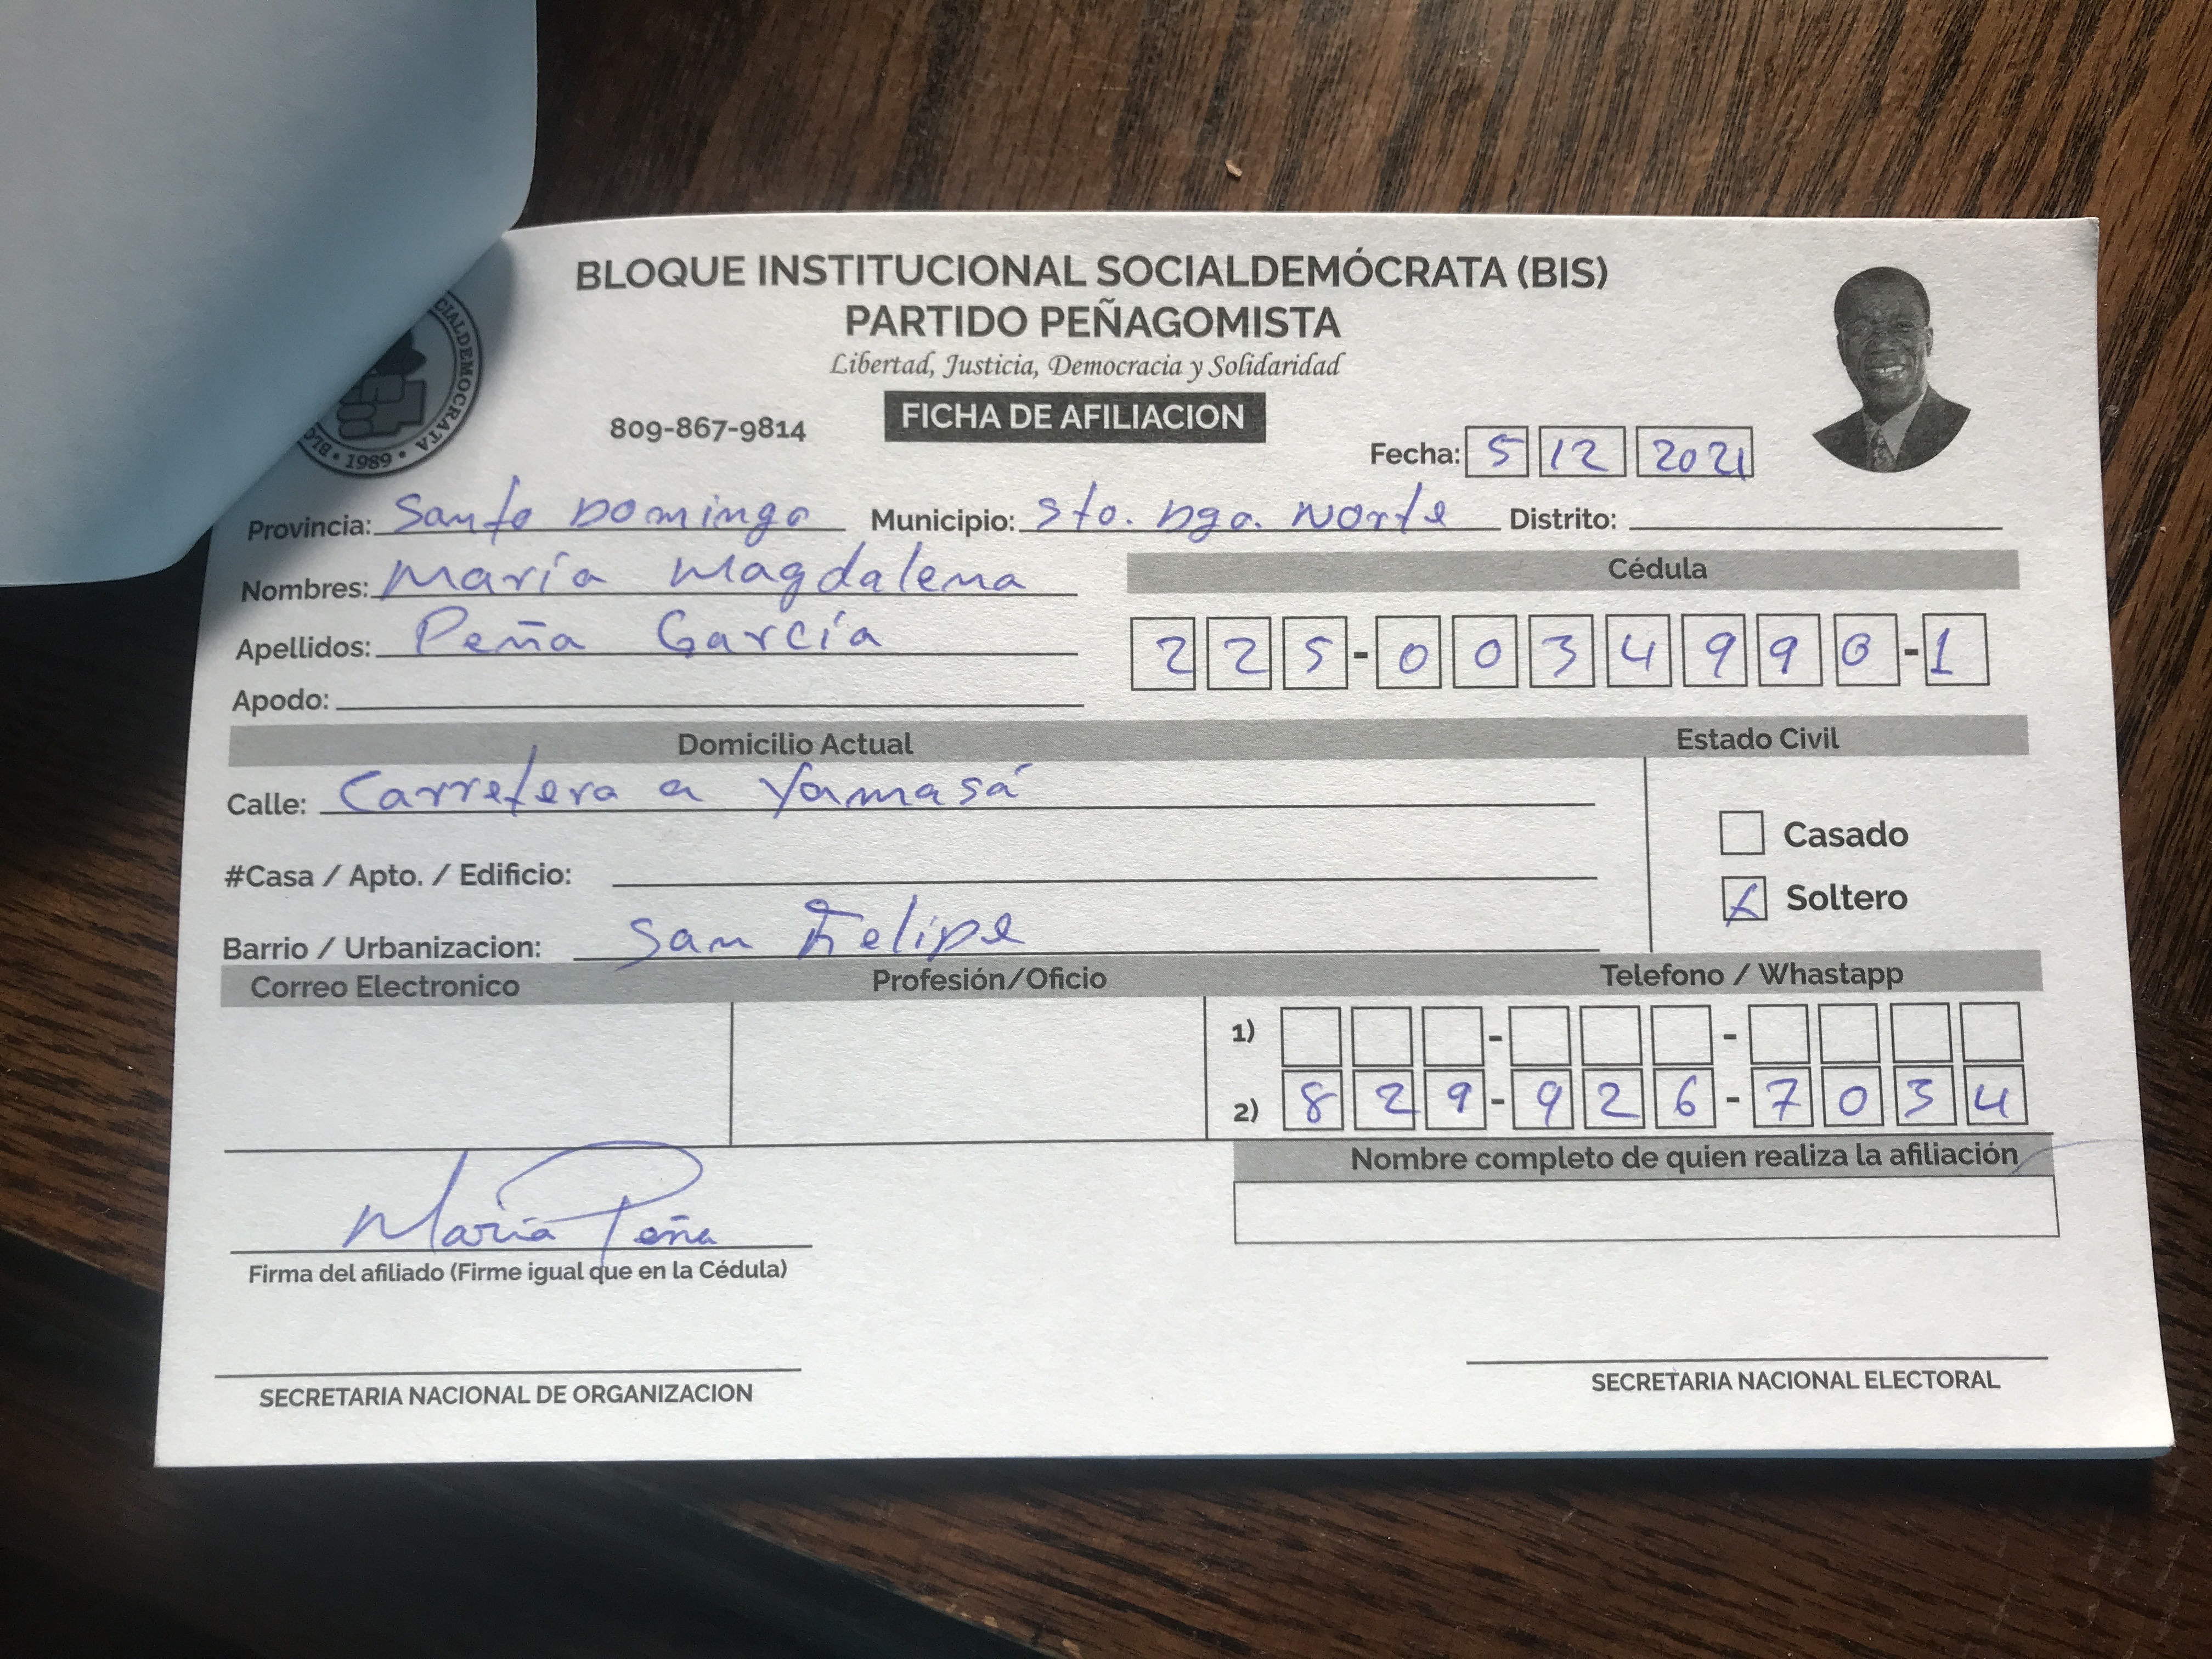 BLOQUE INSTITUCIONAL SOCIALDEMÓCRATA (BIS)
PARTIDO PEÑAGOMISTA
Libertad, Justicia, Democracia y Solidaridad
CIALDEMOCRATA • 1989 •
809-867-9814 FICHA DE AFILIACION
Fecha: 5 12 2021
Provincia: Santo Domingo Municipio: Sto. Dgo. Norte Distrito:
Nombres: María Magdalena
Cédula
Apellidos: Peña García
225-0034990-1
Apodo:
Domicilio Actual Estado Civil
Calle: Carretera a Yamasá
Casado
#Casa / Apto. / Edificio:
Soltero
Barrio / Urbanizacion: San Felipe
Correo Electronico Profesión/Oficio Telefono / Whastapp
1) - -
2) 829-926-7034
Nombre completo de quien realiza la afiliación
María Peña
Firma del afiliado (Firme igual que en la Cédula)
SECRETARIA NACIONAL DE ORGANIZACION SECRETARIA NACIONAL ELECTORAL